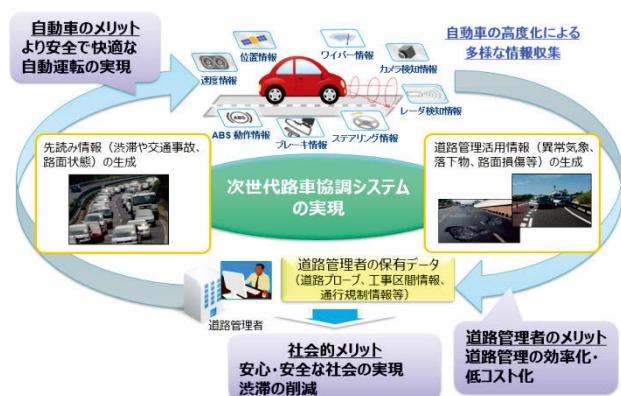 自動車のメリット
より安全で快適な
自動運転の実現
位置情報
ワイパー情報
カメラ検知情報
速度情報
レーダ検知情報
ABS 動作情報
ブレーキ情報
ステアリング情報
自動車の高度化による
多様な情報収集
先読み情報（渋滞や交通事故、
路面状態）の生成
道路管理活用情報（異常気象、
落下物、路面損傷等）の生成
次世代路車協調システム
の実現
道路管理者
道路管理者の保有データ
（道路プローブ、工事区間情報、
通行規制情報等）
社会的メリット
安心・安全な社会の実現
渋滞の削減
道路管理者のメリット
道路管理の効率化・
低コスト化